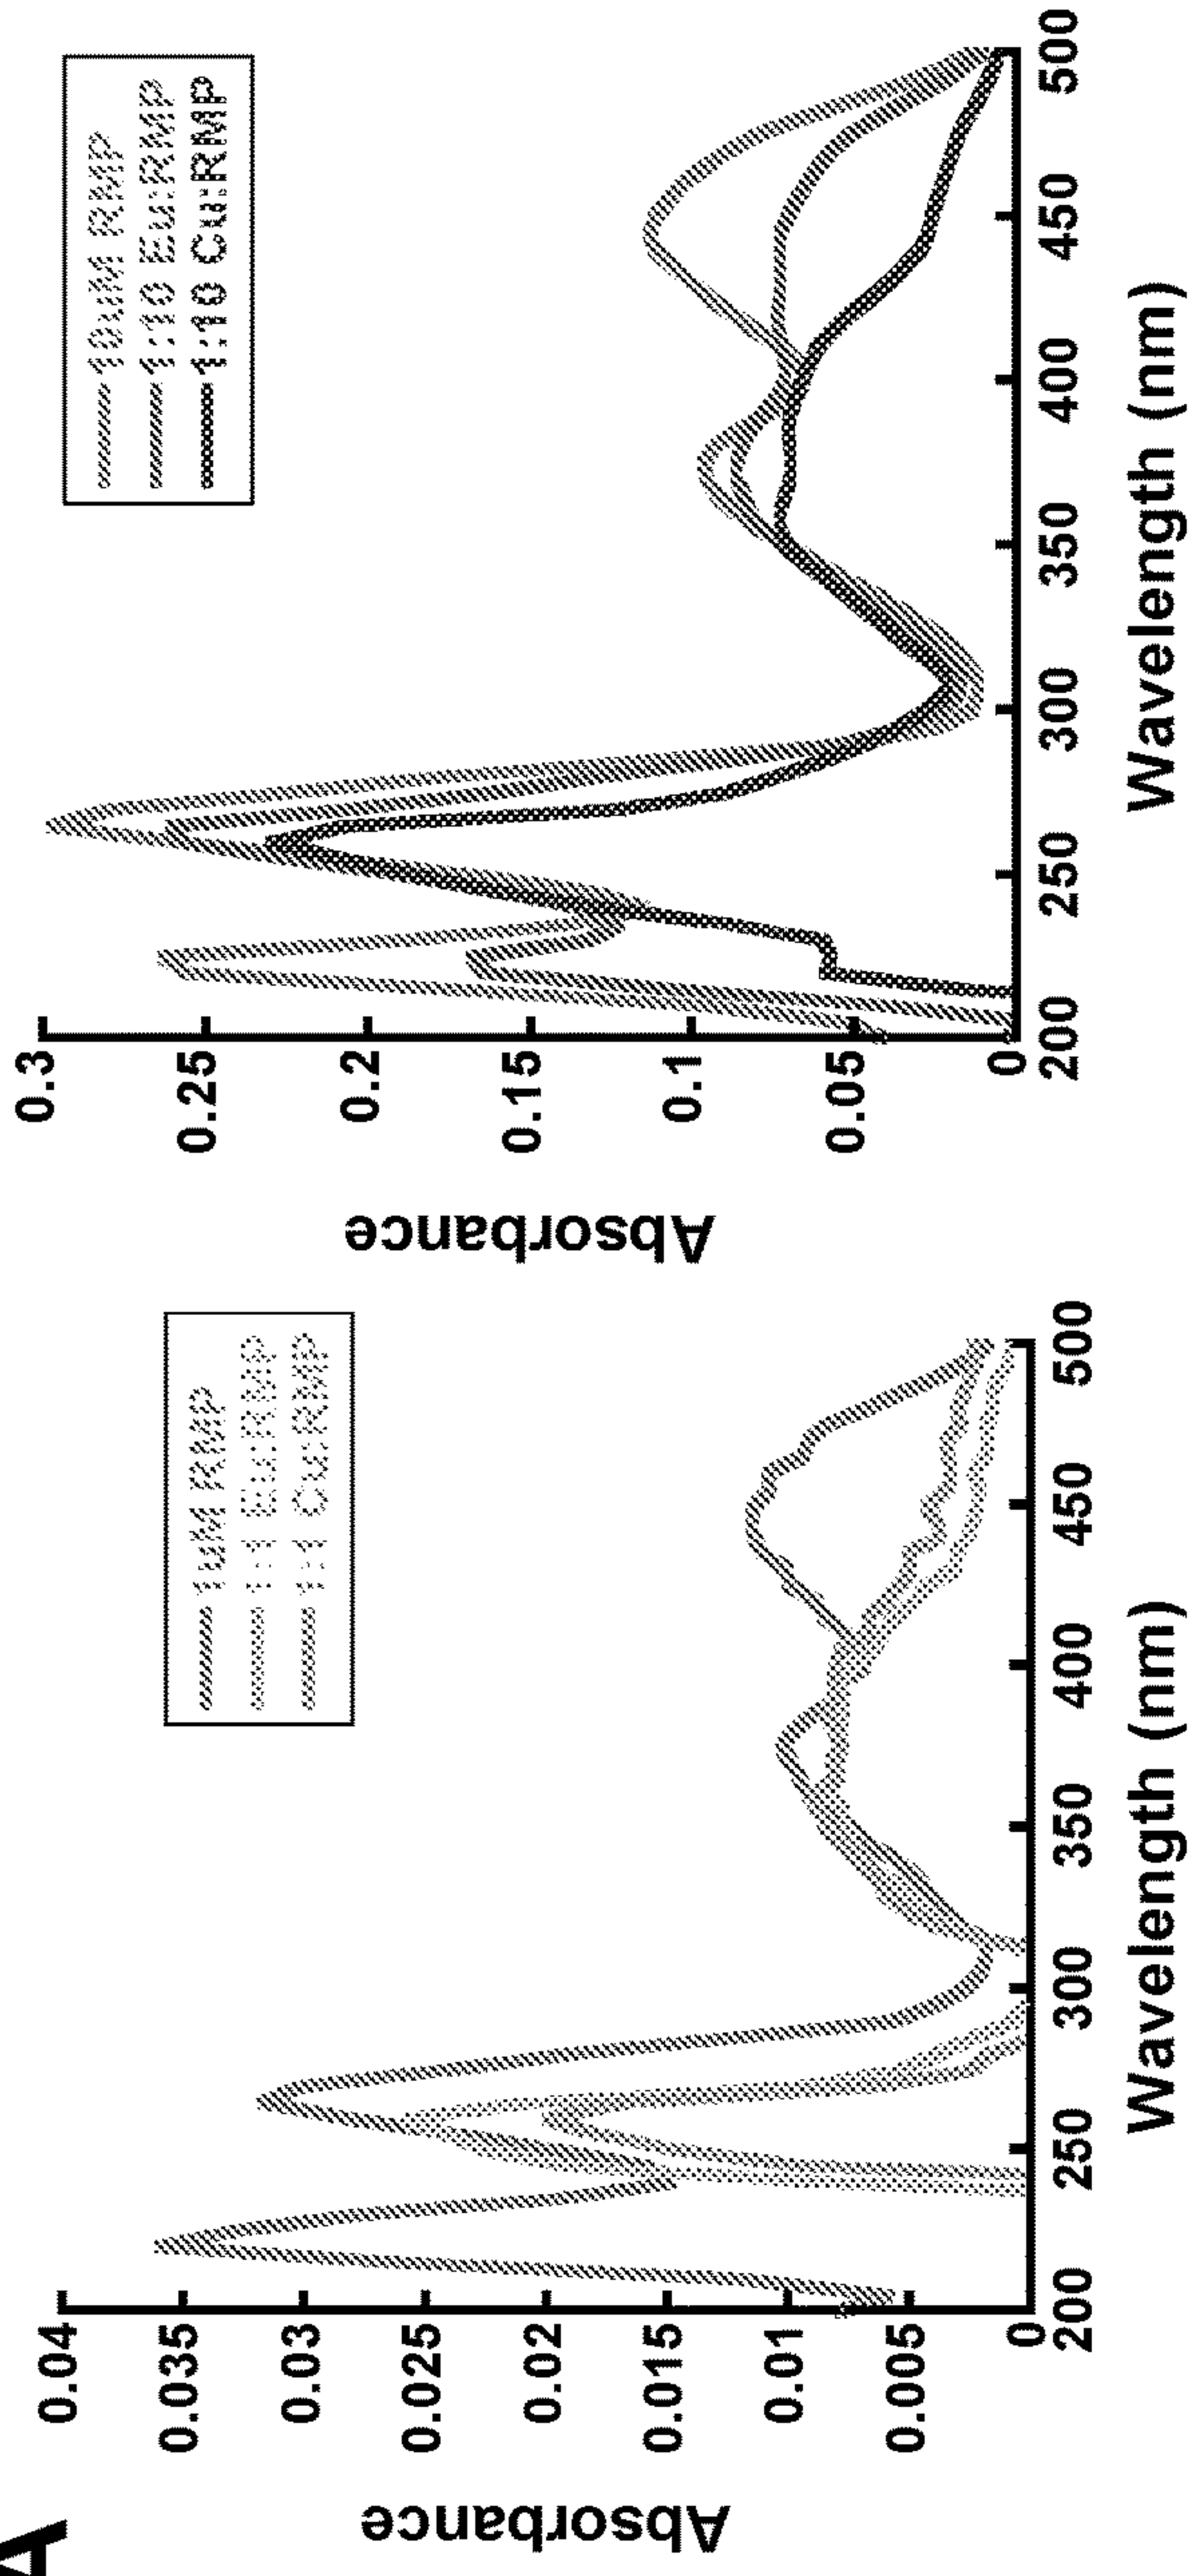 A
Absorbance
0.04
0.035
0.03
0.025
0.02
0.015
0.01
0.005
0
200
250
300
350
400
450
500
Wavelength (nm)
1uM RMP
1:1 Eu:RMP
1:1 Cu:RMP
Absorbance
0.3
0.25
0.2
0.15
0.1
0.05
0
200
250
300
350
400
450
500
Wavelength (nm)
10uM RMP
1:10 Eu:RMP
1:10 Cu:RMP